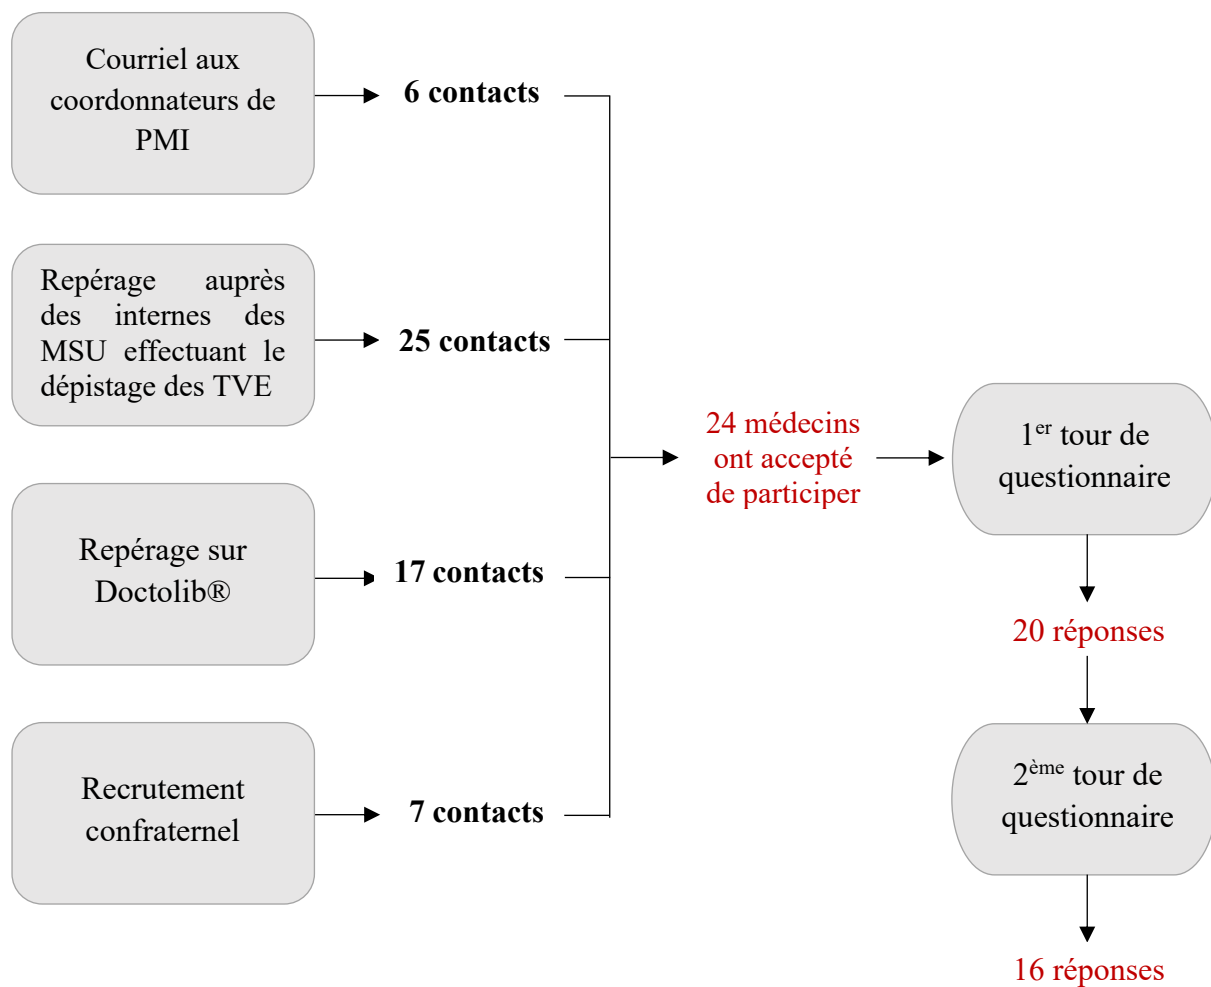 Courriel aux
coordonnateurs de
PMI
6 contacts
Repérage auprès
des internes des
MSU effectuant le
dépistage des TVE
25 contacts
Repérage sur
Doctolib®
17 contacts
Recrutement
confraternel
7 contacts
24 médecins
ont accepté
de participer
1er tour de
questionnaire
20 réponses
2ème tour de
questionnaire
16 réponses